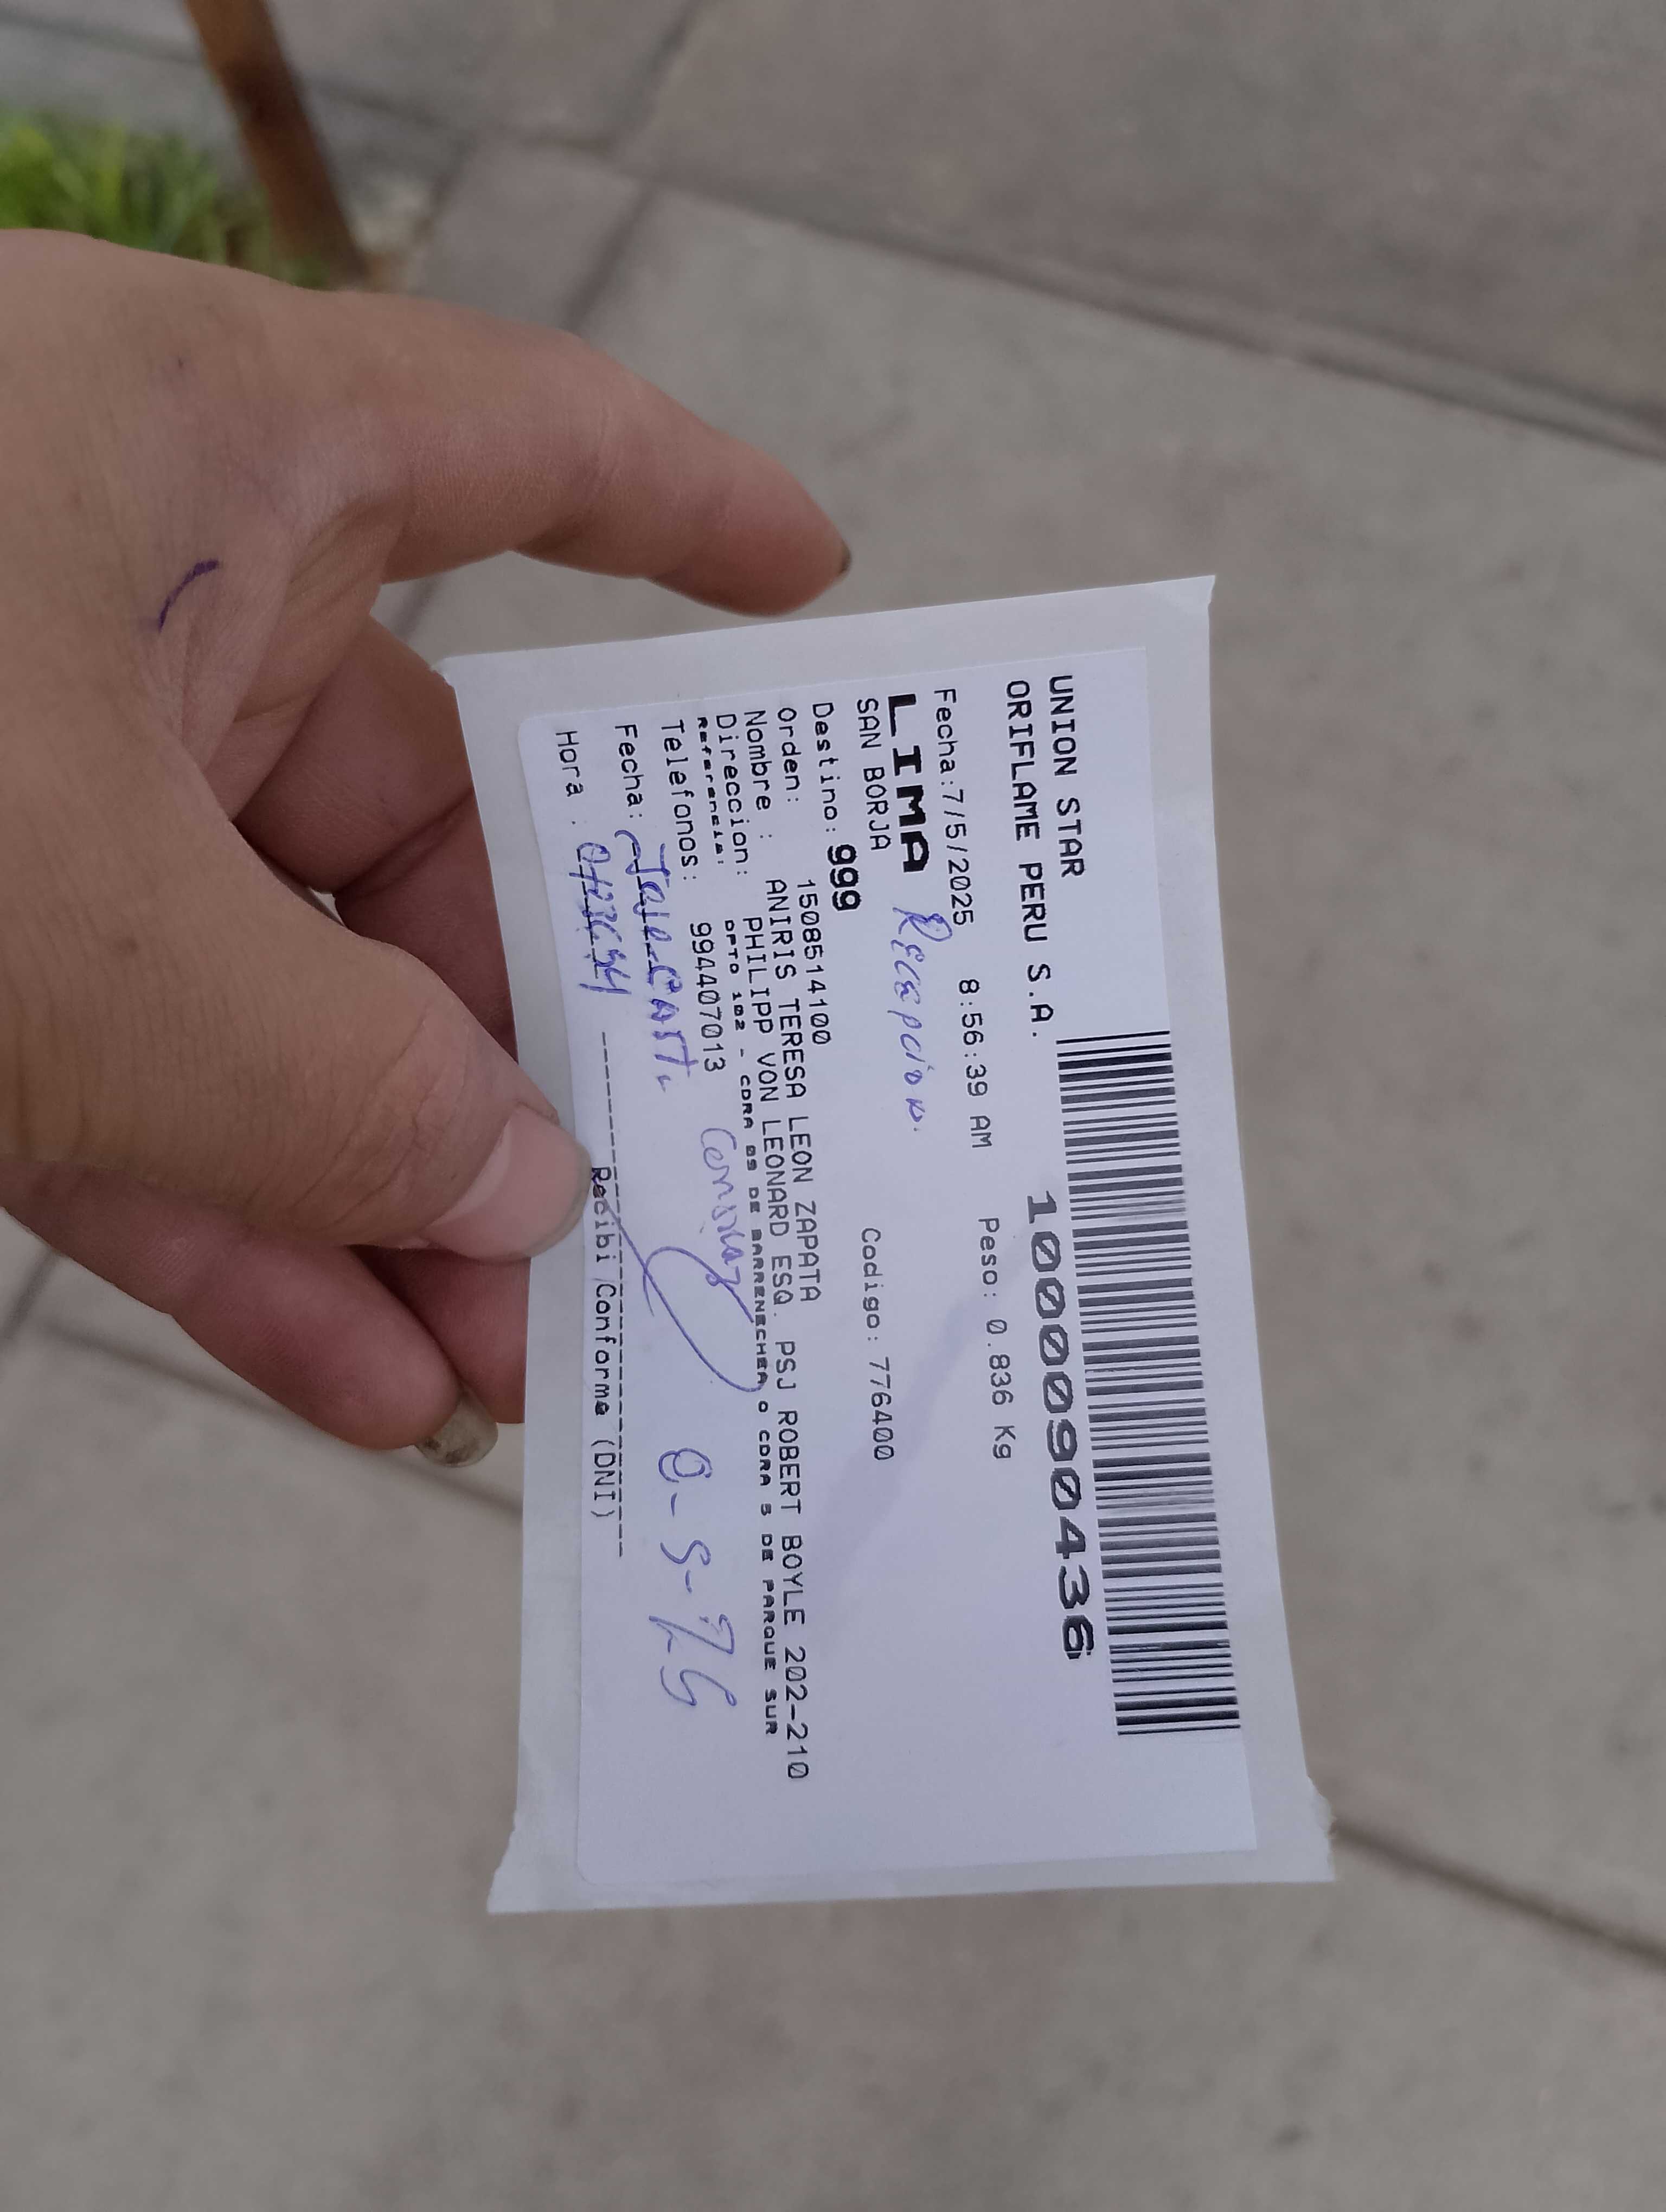 UNION STAR
ORIFLAME PERU S.A.
1000090436
Fecha:7/5/2025 8:56:39 AM Peso: 0.836 Kg
LIMA Recepción.
SAN BORJA Codigo: 776400
Destino: 999
Orden: 1508514100
Nombre : ANIRIS TERESA LEON ZAPATA
Direccion: PHILIPP VON LEONARD ESQ. PSJ ROBERT BOYLE 202-210
Referencia: DPTO 102 - CDRA 09 DE BARRENECHEA O CDRA 5 DE PARQUE SUR
Telefonos: 994407013
Fecha:
Hora :
Recibi Conforme (DNI)